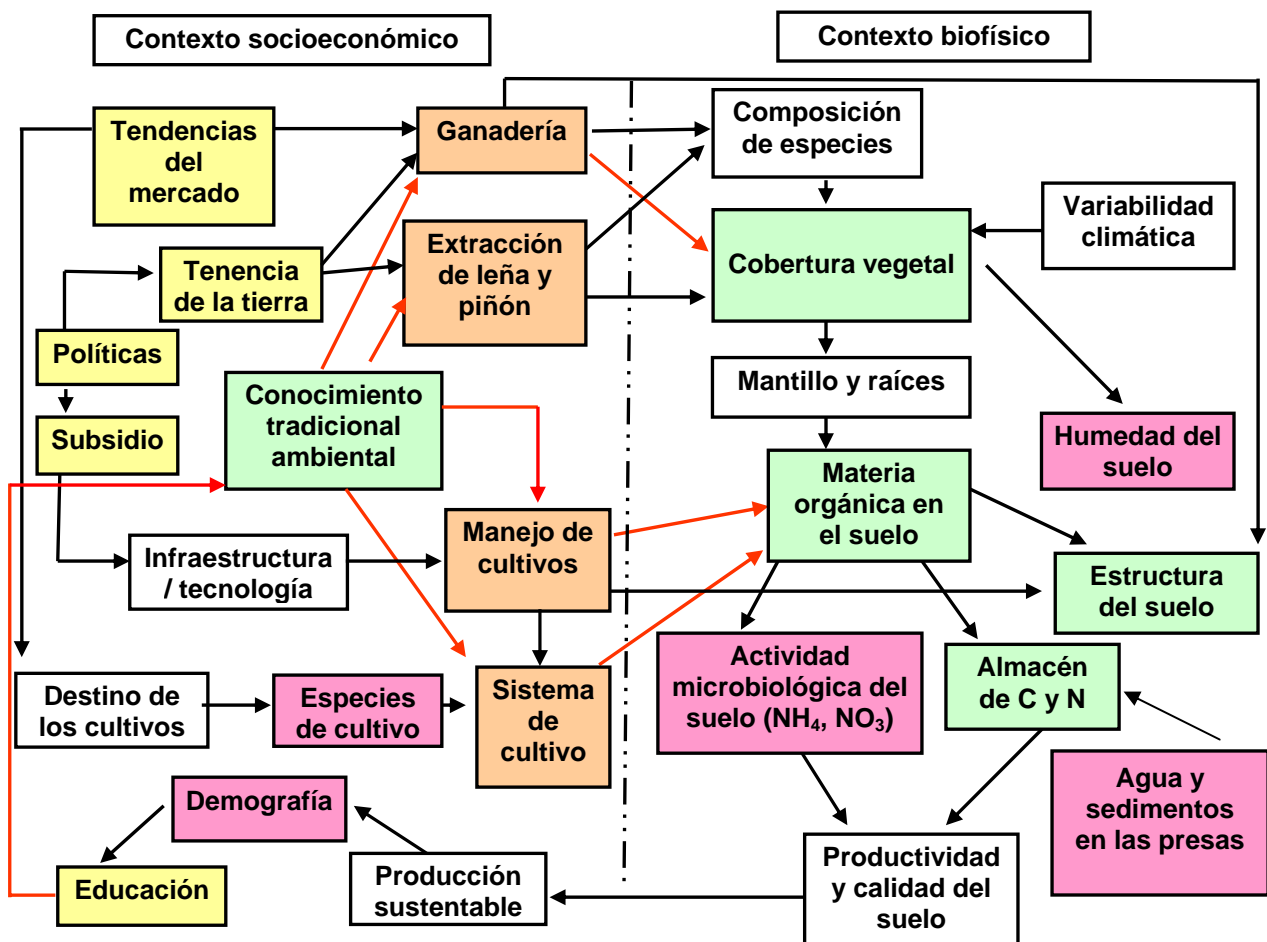 Contexto socioeconómico
Contexto biofísico
Tendencias
del
mercado
Ganadería
Composición
de especies
Variabilidad
climática
Tenencia
de la tierra
Extracción
de leña y
piñón
Cobertura vegetal
Políticas
Subsidio
Conocimiento
tradicional
ambiental
Mantillo y raíces
Humedad del
suelo
Materia
orgánica en
el suelo
Infraestructura
/ tecnología
Manejo de
cultivos
Estructura
del suelo
Destino de
los cultivos
Especies
de cultivo
Sistema
de
cultivo
Actividad
microbiológica del
suelo (NH₄, NO₃)
Almacén
de C y N
Demografía
Educación
Producción
sustentable
Productividad
y calidad del
suelo
Agua y
sedimentos
en las presas